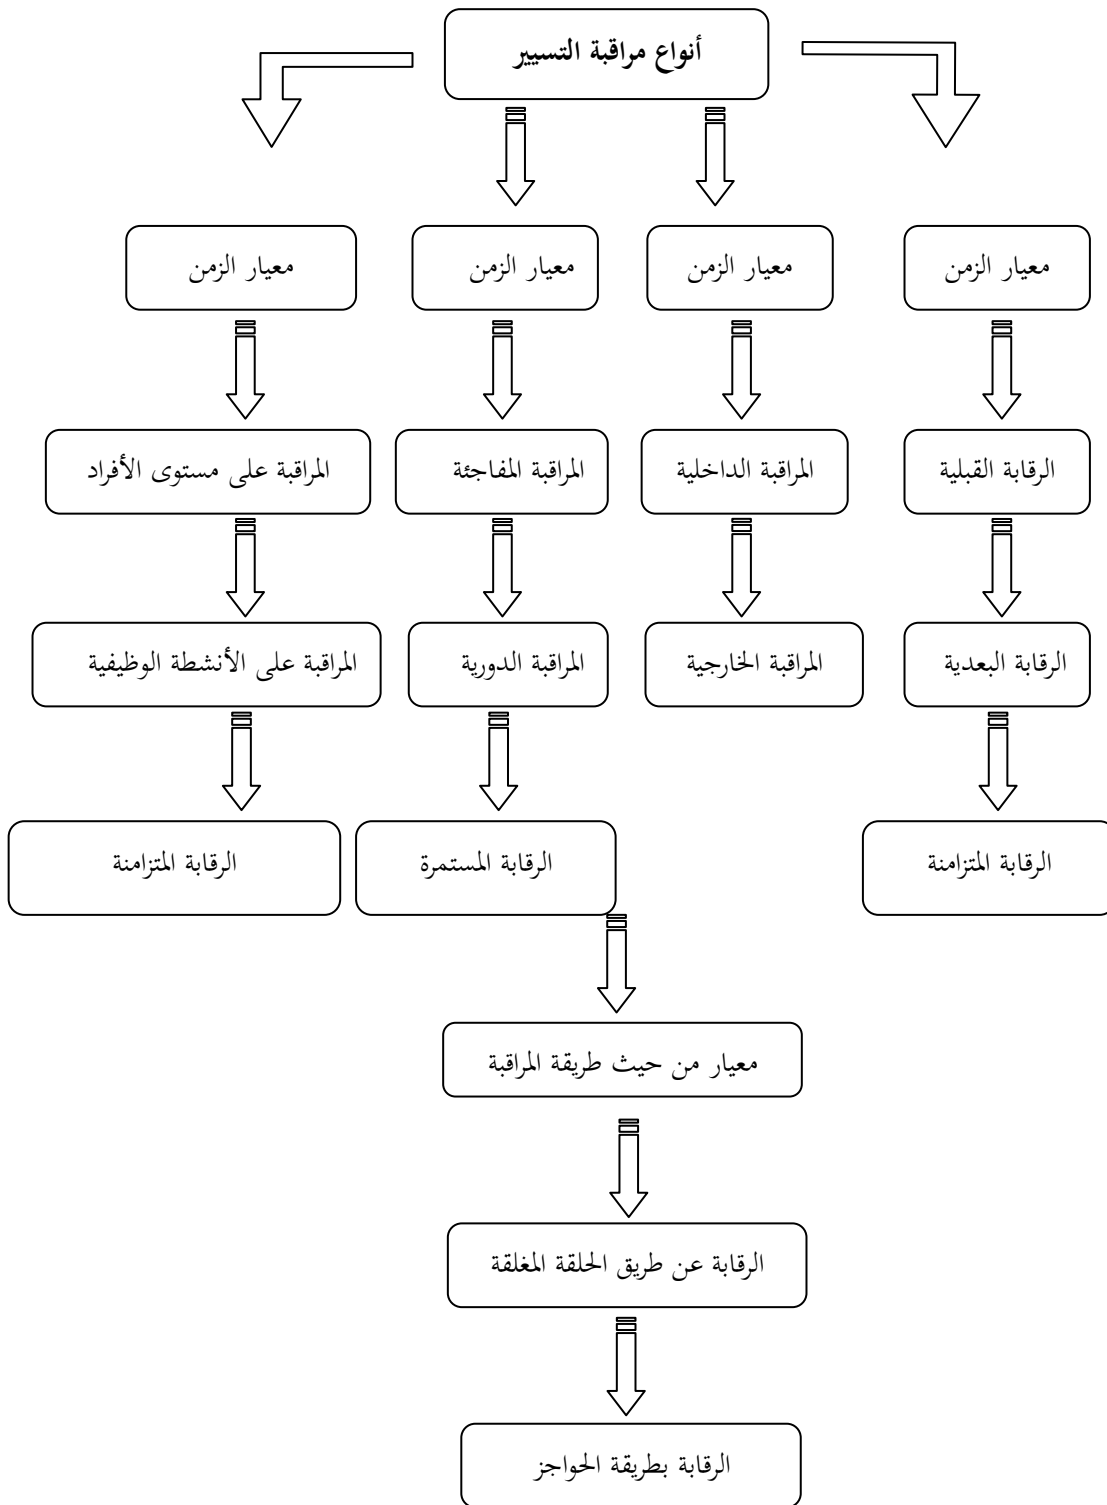 أنواع مراقبة التسيير
معيار الزمن
معيار الزمن
معيار الزمن
معيار الزمن
الرقابة القبلية
المراقبة الداخلية
المراقبة المفاجئة
المراقبة على مستوى الأفراد
الرقابة البعدية
المراقبة الخارجية
المراقبة الدورية
المراقبة على الأنشطة الوظيفية
الرقابة المتزامنة
الرقابة المستمرة
الرقابة المتزامنة
معيار من حيث طريقة المراقبة
الرقابة عن طريق الحلقة المغلقة
الرقابة بطريقة الحواجز